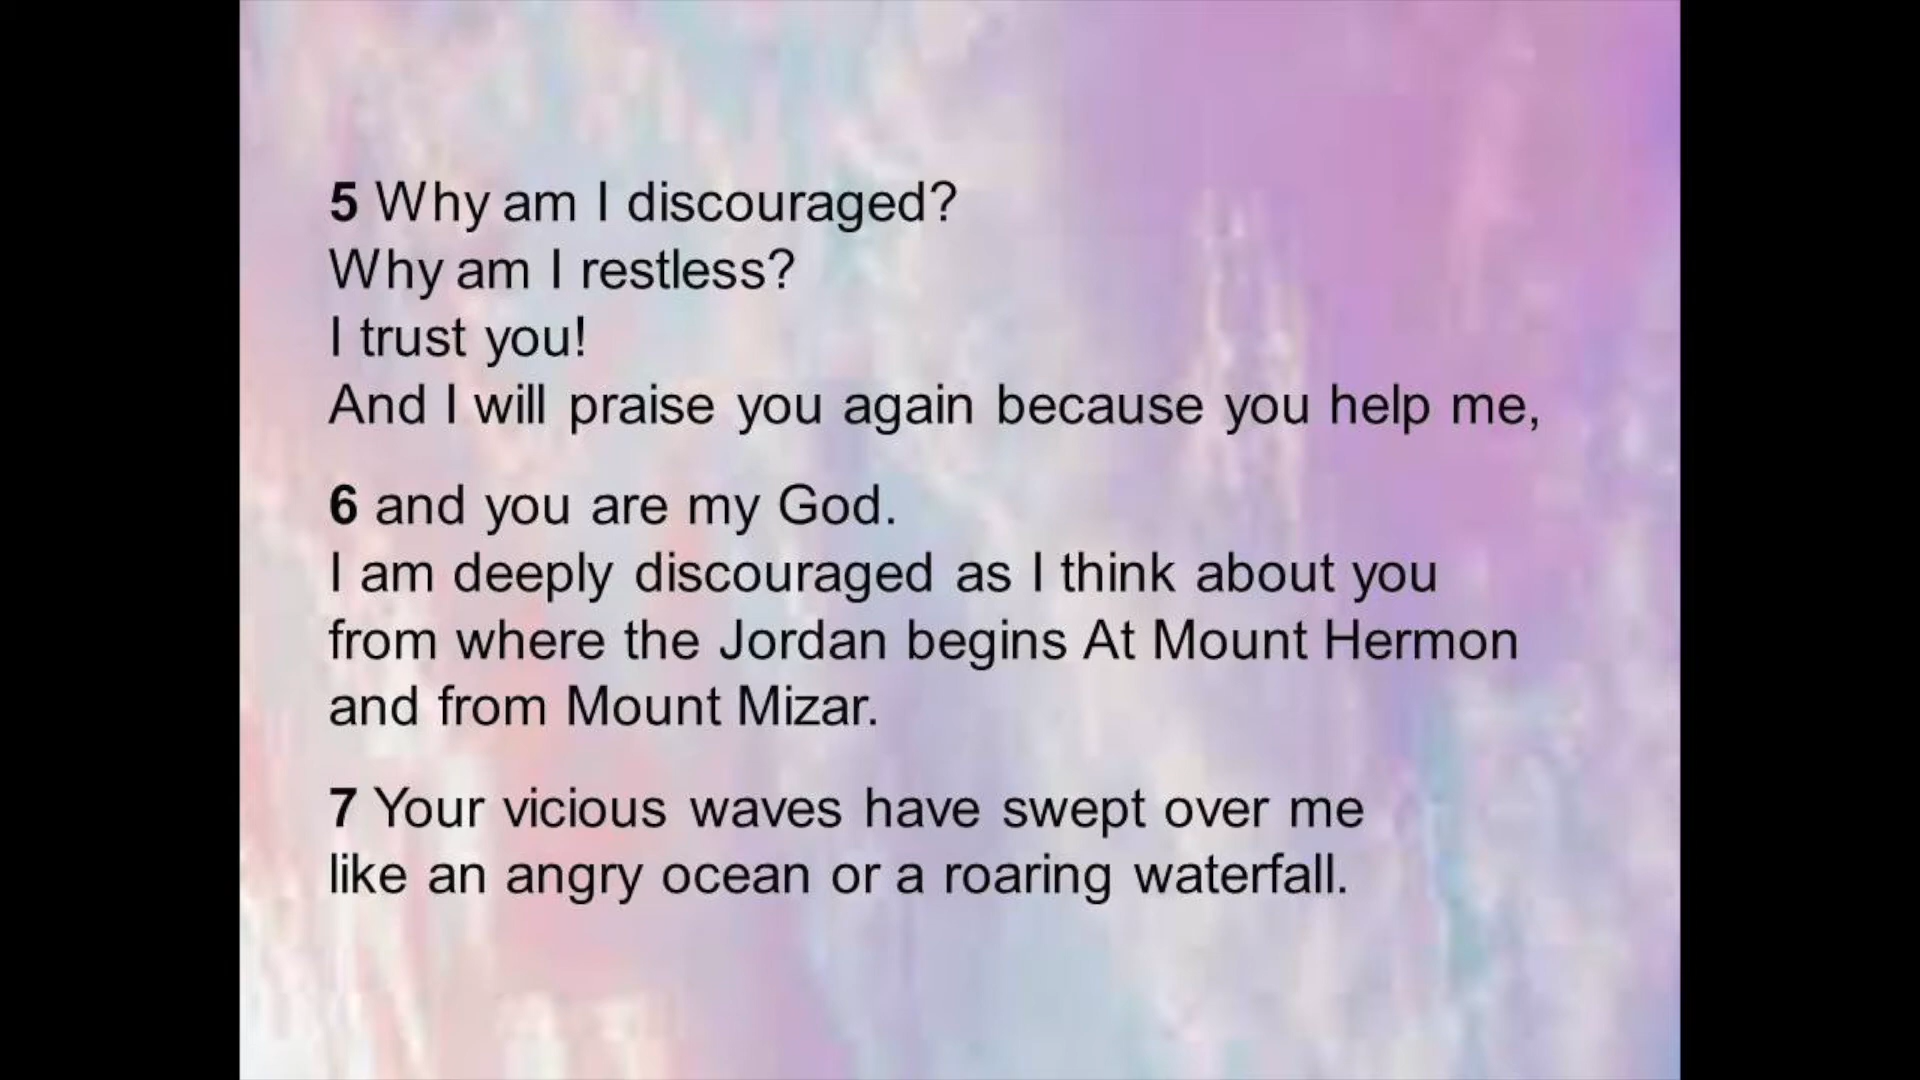 5 Why am I discouraged?
Why am I restless?
I trust you!
And I will praise you again because you help me,
6 and you are my God.
I am deeply discouraged as I think about you
from where the Jordan begins At Mount Hermon
and from Mount Mizar.
7 Your vicious waves have swept over me
like an angry ocean or a roaring waterfall.